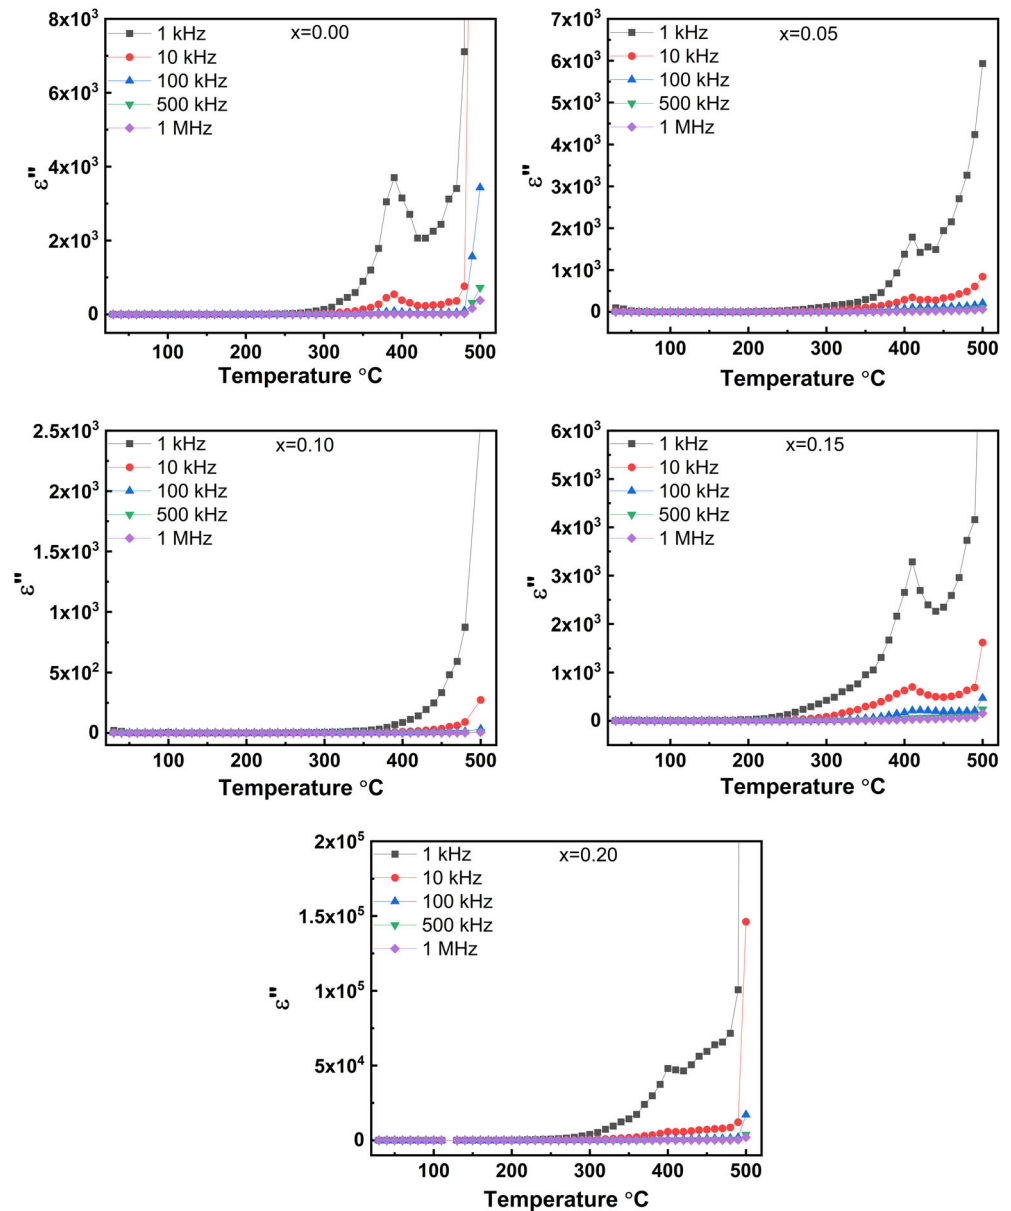 x=0.00
1 kHz
10 kHz
100 kHz
500 kHz
1 MHz
8x10³
6x10³
4x10³
2x10³
0
ε"
100 200 300 400 500
Temperature °C
x=0.05
1 kHz
10 kHz
100 kHz
500 kHz
1 MHz
7x10³
6x10³
5x10³
4x10³
3x10³
2x10³
1x10³
0
ε"
100 200 300 400 500
Temperature °C
x=0.10
1 kHz
10 kHz
100 kHz
500 kHz
1 MHz
2.5x10³
2x10³
1.5x10³
1x10³
5x10²
0
ε"
100 200 300 400 500
Temperature °C
x=0.15
1 kHz
10 kHz
100 kHz
500 kHz
1 MHz
6x10³
5x10³
4x10³
3x10³
2x10³
1x10³
0
ε"
100 200 300 400 500
Temperature °C
x=0.20
1 kHz
10 kHz
100 kHz
500 kHz
1 MHz
2x10⁵
1.5x10⁵
1x10⁵
5x10⁴
0
ε"
100 200 300 400 500
Temperature °C